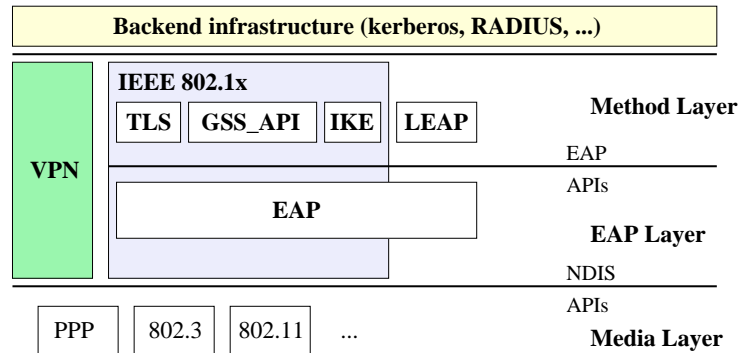 Backend infrastructure (kerberos, RADIUS, ...)
IEEE 802.1x
TLS GSS_API IKE LEAP
Method Layer
VPN
EAP
APIs
EAP
EAP Layer
NDIS
APIs
PPP 802.3 802.11 ...
Media Layer